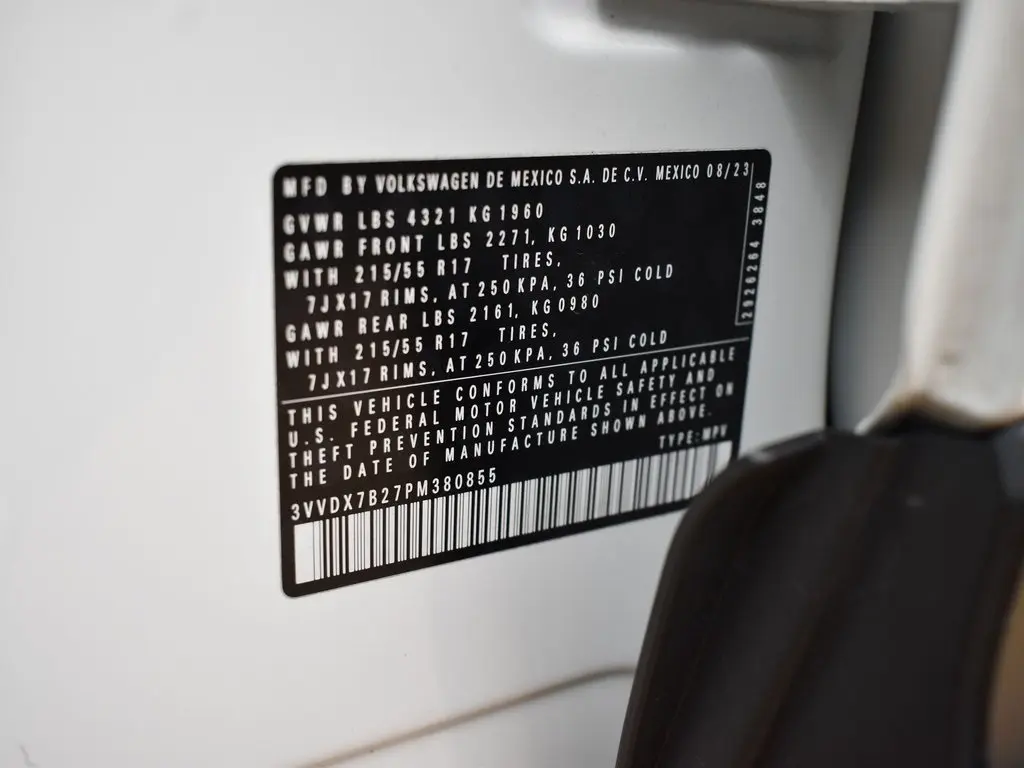 MFD BY VOLKSWAGEN DE MEXICO S.A. DE C.V. MEXICO 08/23
GVWR LBS 4321 KG 1960
GAWR FRONT LBS 2271, KG 1030
WITH 215/55 R17 TIRES,
7JX17 RIMS, AT 250 KPA, 36 PSI COLD
GAWR REAR LBS 2161, KG 0980
WITH 215/55 R17 TIRES,
7JX17 RIMS, AT 250 KPA, 36 PSI COLD
THIS VEHICLE CONFORMS TO ALL APPLICABLE
U.S. FEDERAL MOTOR VEHICLE SAFETY AND
THEFT PREVENTION STANDARDS IN EFFECT ON
THE DATE OF MANUFACTURE SHOWN ABOVE.
TYPE: MPV
3VVDX7B27PM380855
2926264 3848